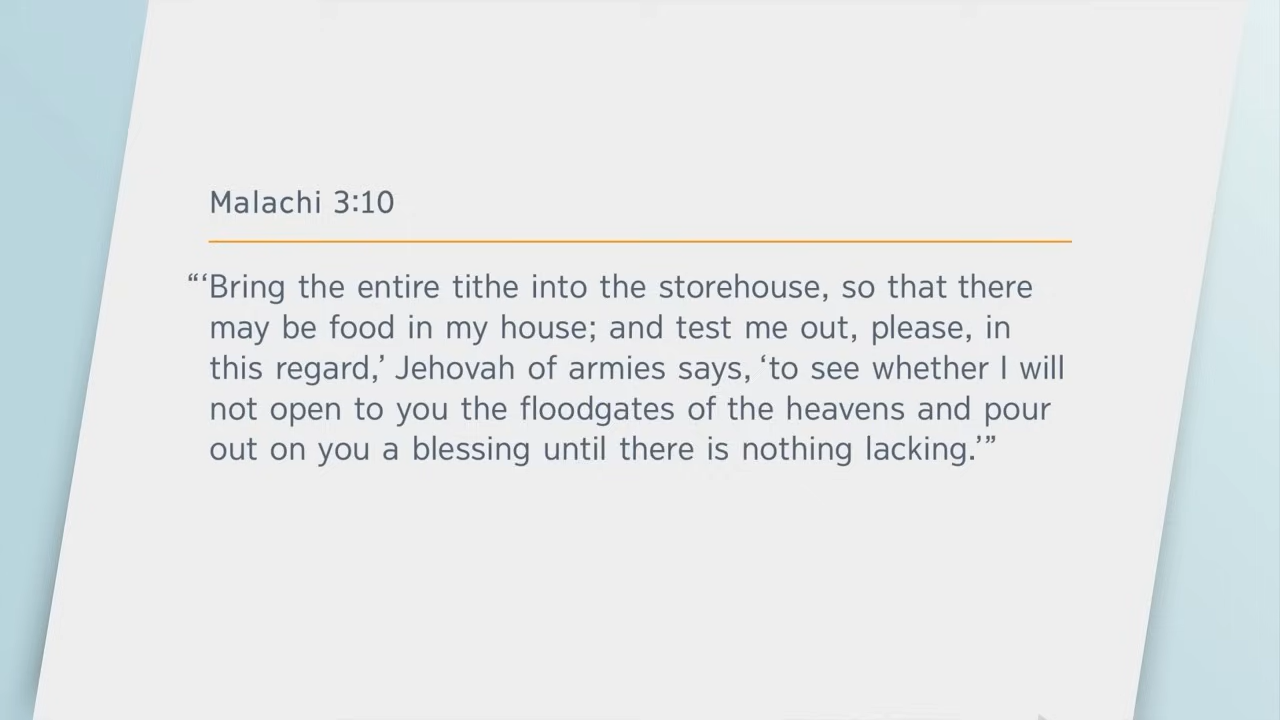 Malachi 3:10
“‘Bring the entire tithe into the storehouse, so that there
may be food in my house; and test me out, please, in
this regard,’ Jehovah of armies says, ‘to see whether I will
not open to you the floodgates of the heavens and pour
out on you a blessing until there is nothing lacking.’”